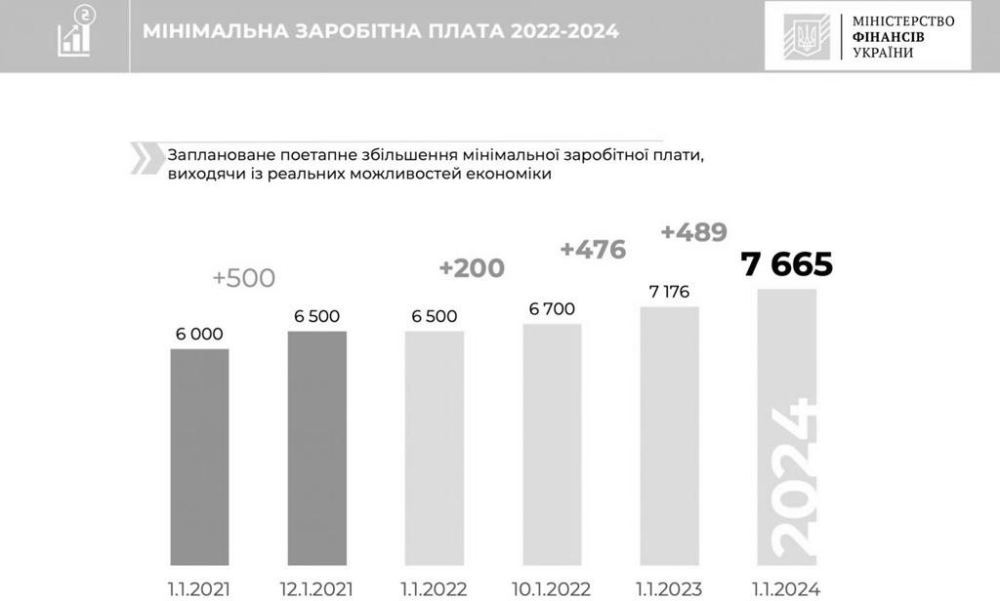 МІНІМАЛЬНА ЗАРОБІТНА ПЛАТА 2022-2024
МІНІСТЕРСТВО
ФІНАНСІВ
УКРАЇНИ
Заплановане поетапне збільшення мінімальної заробітної плати,
виходячи із реальних можливостей економіки
+500
+200
+476
+489
6 000
6 500
6 500
6 700
7 176
7 665
2024
1.1.2021
12.1.2021
1.1.2022
10.1.2022
1.1.2023
1.1.2024